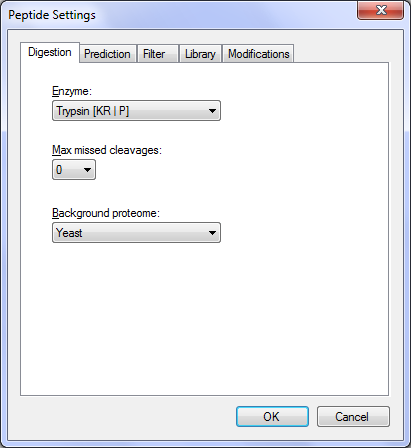 Peptide Settings
Digestion Prediction Filter Library Modifications
Enzyme:
Trypsin [KR | P]
Max missed cleavages:
0
Background proteome:
Yeast
OK Cancel